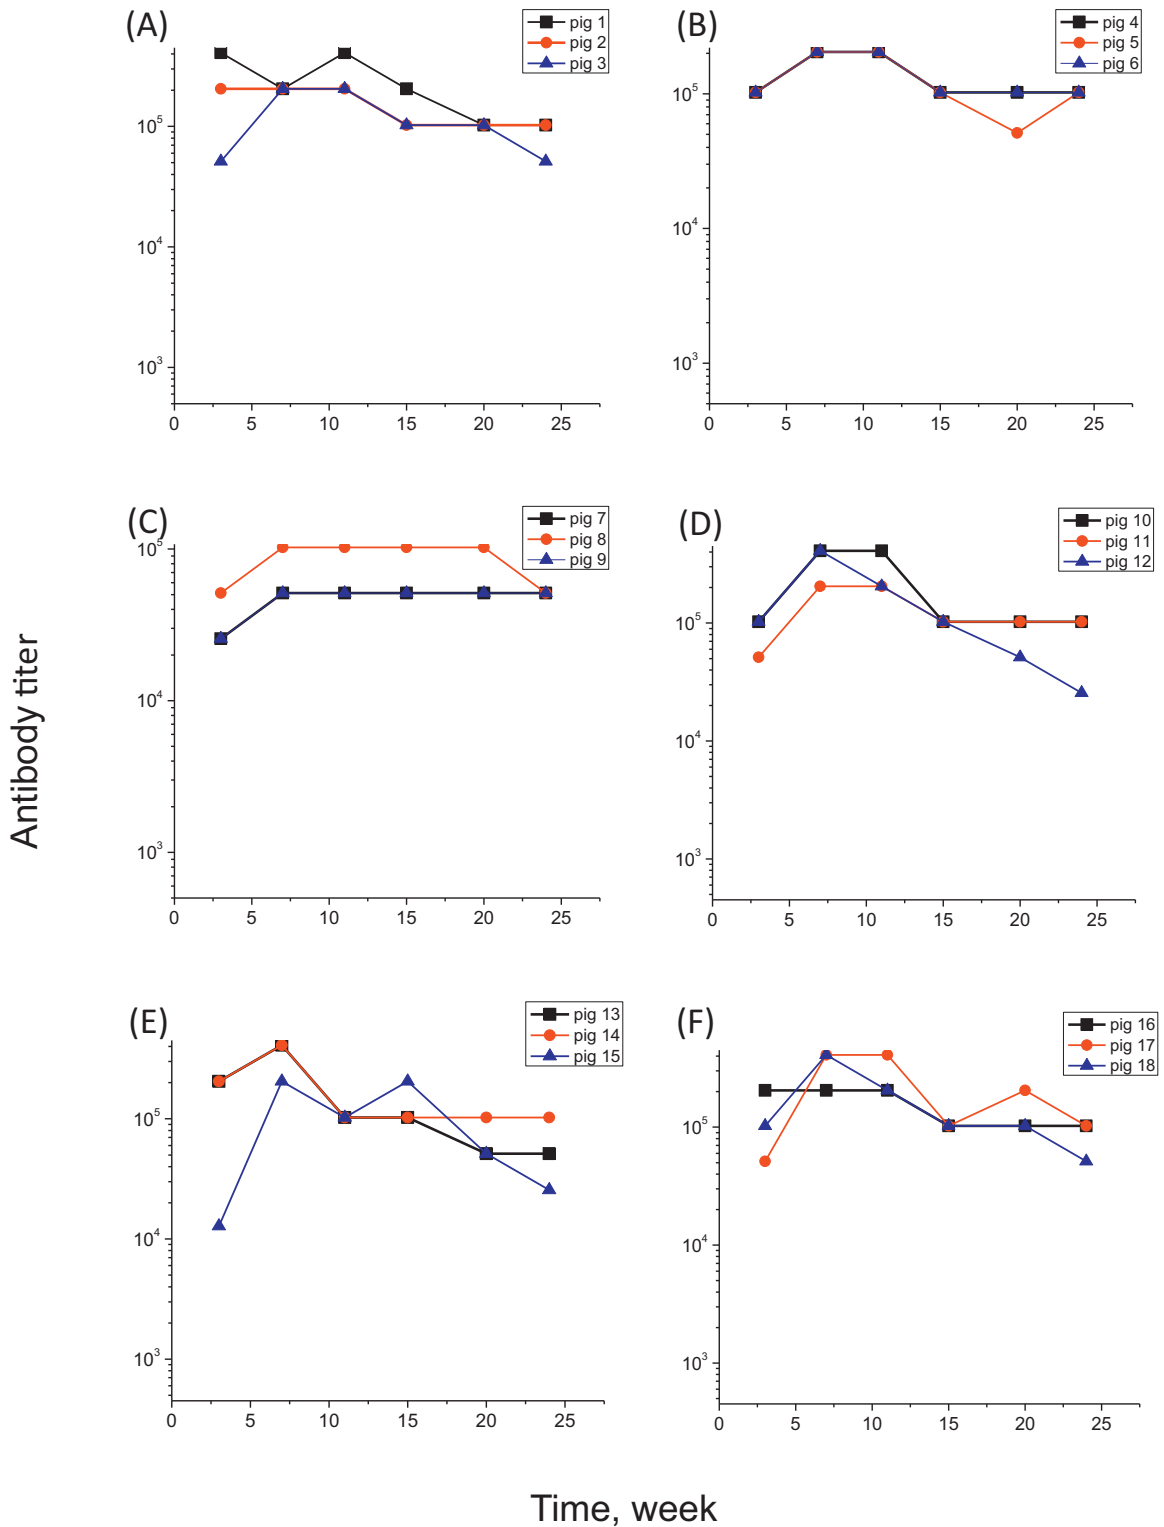 (A)
pig 1
pig 2
pig 3
10^5
10^4
10^3
0 5 10 15 20 25
(B)
pig 4
pig 5
pig 6
10^5
10^4
10^3
0 5 10 15 20 25
(C)
pig 7
pig 8
pig 9
10^5
10^4
10^3
0 5 10 15 20 25
(D)
pig 10
pig 11
pig 12
10^5
10^4
10^3
0 5 10 15 20 25
Antibody titer
(E)
pig 13
pig 14
pig 15
10^5
10^4
10^3
0 5 10 15 20 25
(F)
pig 16
pig 17
pig 18
10^5
10^4
10^3
0 5 10 15 20 25
Time, week